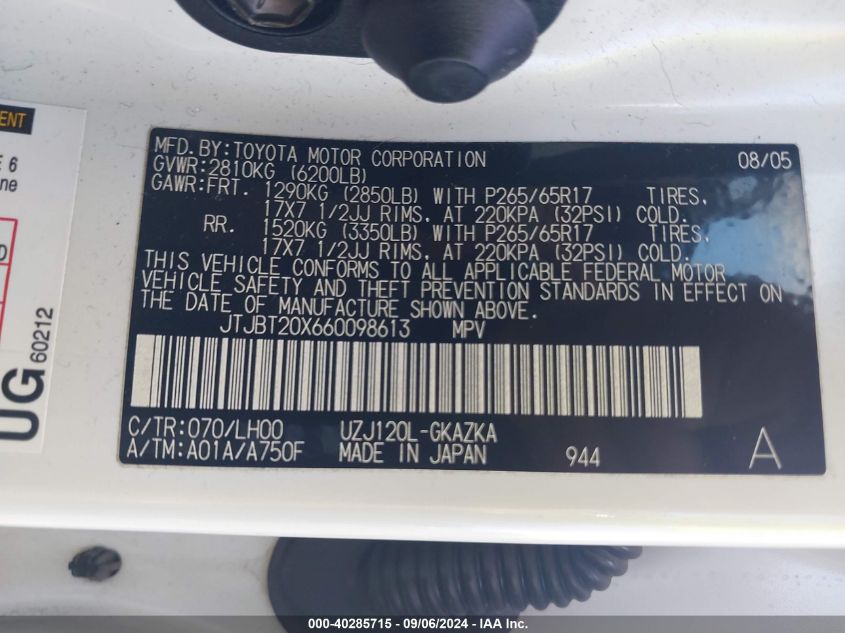 ENT
E 6
ne
D
UG
60212
MFD. BY: TOYOTA MOTOR CORPORATION 08/05
GVWR: 2810KG (6200LB)
GAWR: FRT. 1290KG (2850LB) WITH P265/65R17 TIRES,
17X7 1/2JJ RIMS, AT 220KPA (32PSI) COLD.
RR. 1520KG (3350LB) WITH P265/65R17 TIRES,
17X7 1/2JJ RIMS, AT 220KPA (32PSI) COLD.
THIS VEHICLE CONFORMS TO ALL APPLICABLE FEDERAL MOTOR
VEHICLE SAFETY AND THEFT PREVENTION STANDARDS IN EFFECT ON
THE DATE OF MANUFACTURE SHOWN ABOVE.
JTJBT20X660098613 MPV
C/TR: 070/LH00 UZJ120L-GKAZKA
A/TM: A01A/A750F MADE IN JAPAN 944 A
000-40285715 - 09/06/2024 - IAA Inc.